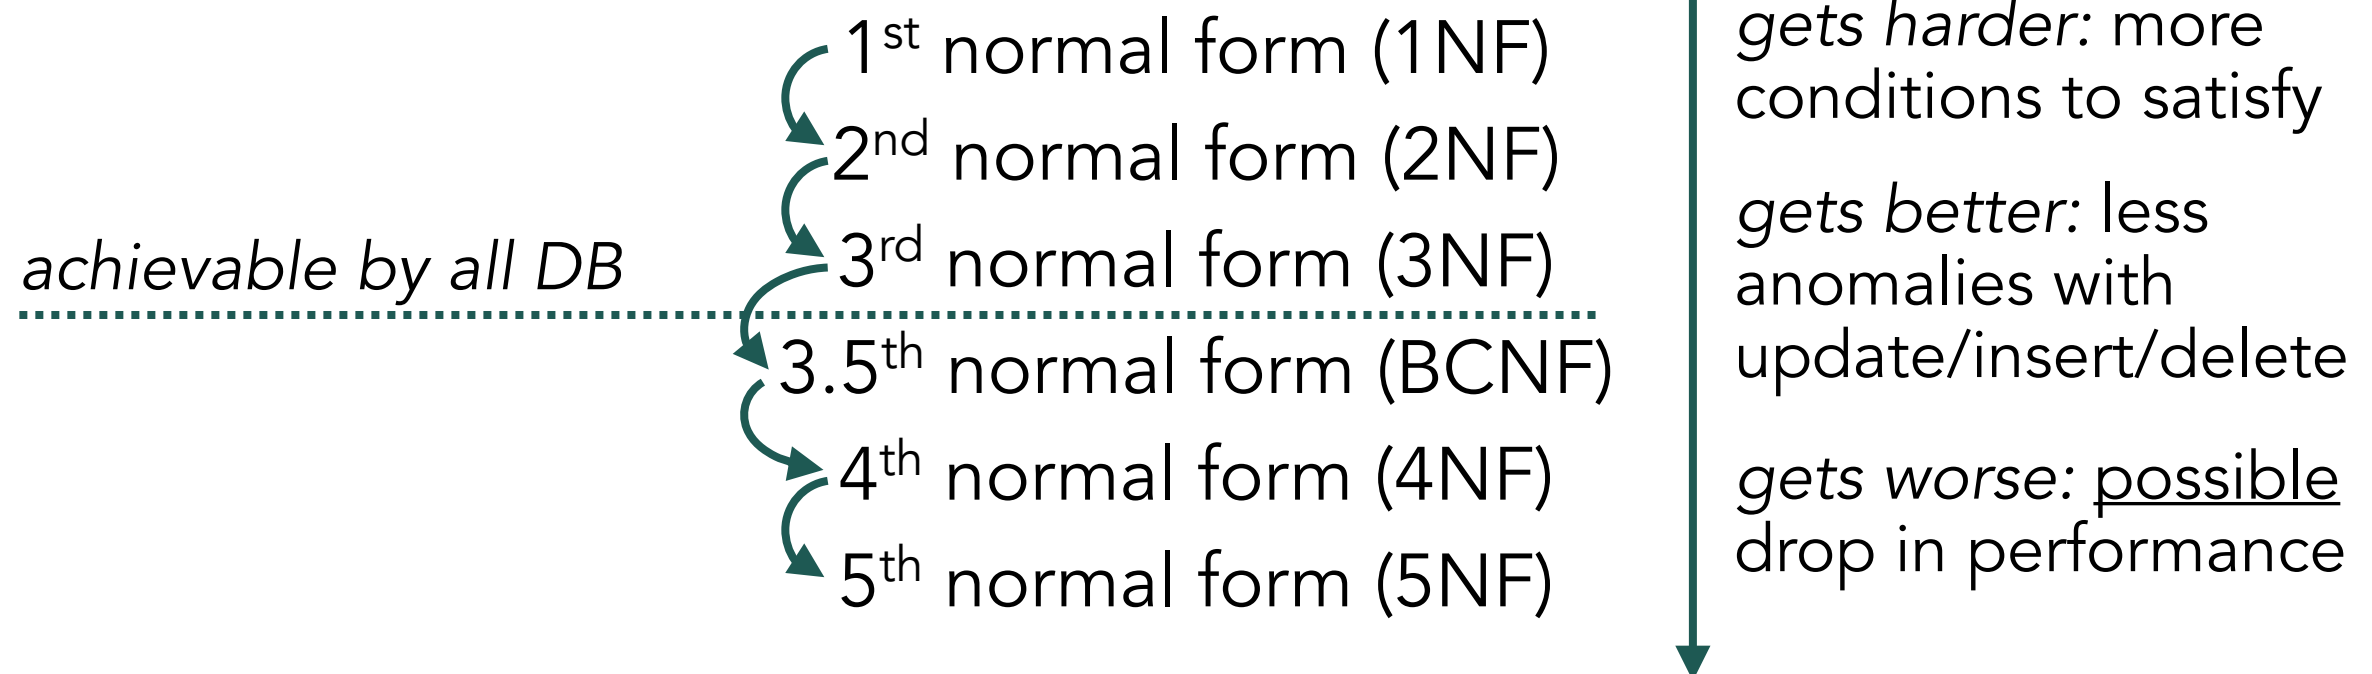 1st normal form (1NF)
2nd normal form (2NF)
3rd normal form (3NF)
achievable by all DB
3.5th normal form (BCNF)
4th normal form (4NF)
5th normal form (5NF)
gets harder: more
conditions to satisfy
gets better: less
anomalies with
update/insert/delete
gets worse: possible
drop in performance